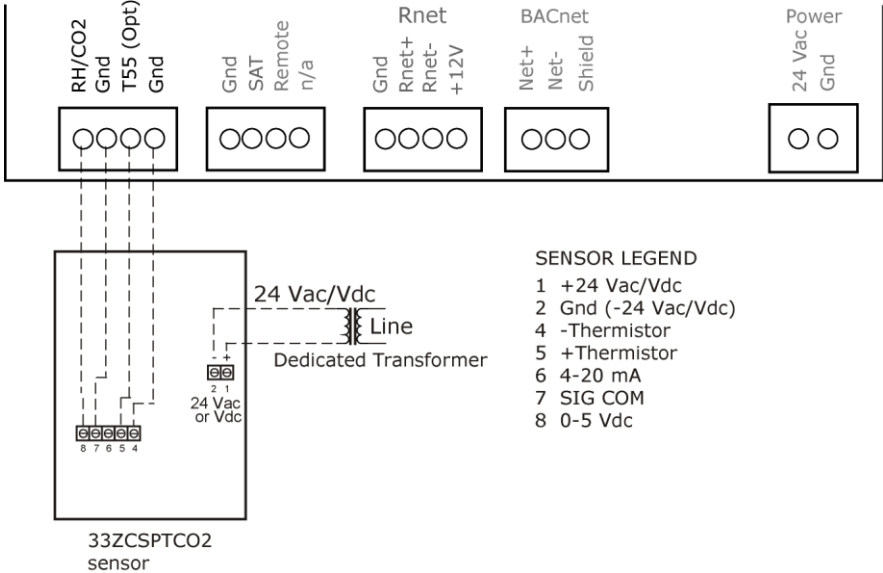 Rnet
BACnet
Power
RH/CO2
Gnd
T55 (Opt)
Gnd
Gnd
SAT
Remote
n/a
Gnd
Rnet+
Rnet-
+12V
Net+
Net-
Shield
24 Vac
Gnd
24 Vac/Vdc
Line
Dedicated Transformer
- +
2 1
24 Vac
or Vdc
8 7 6 5 4
33ZCSPTCO2
sensor
SENSOR LEGEND
1 +24 Vac/Vdc
2 Gnd (-24 Vac/Vdc)
4 -Thermistor
5 +Thermistor
6 4-20 mA
7 SIG COM
8 0-5 Vdc